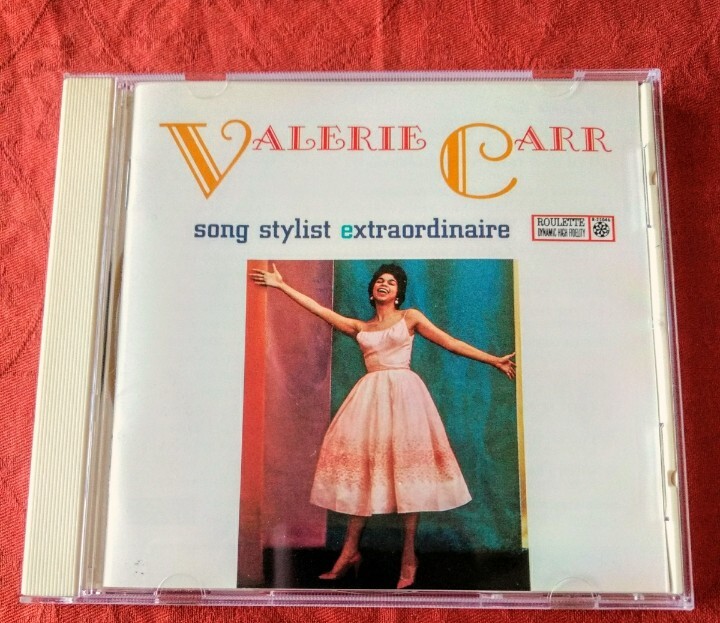 VALERIE CARR
song stylist extraordinaire
ROULETTE
DYNAMIC HIGH FIDELITY